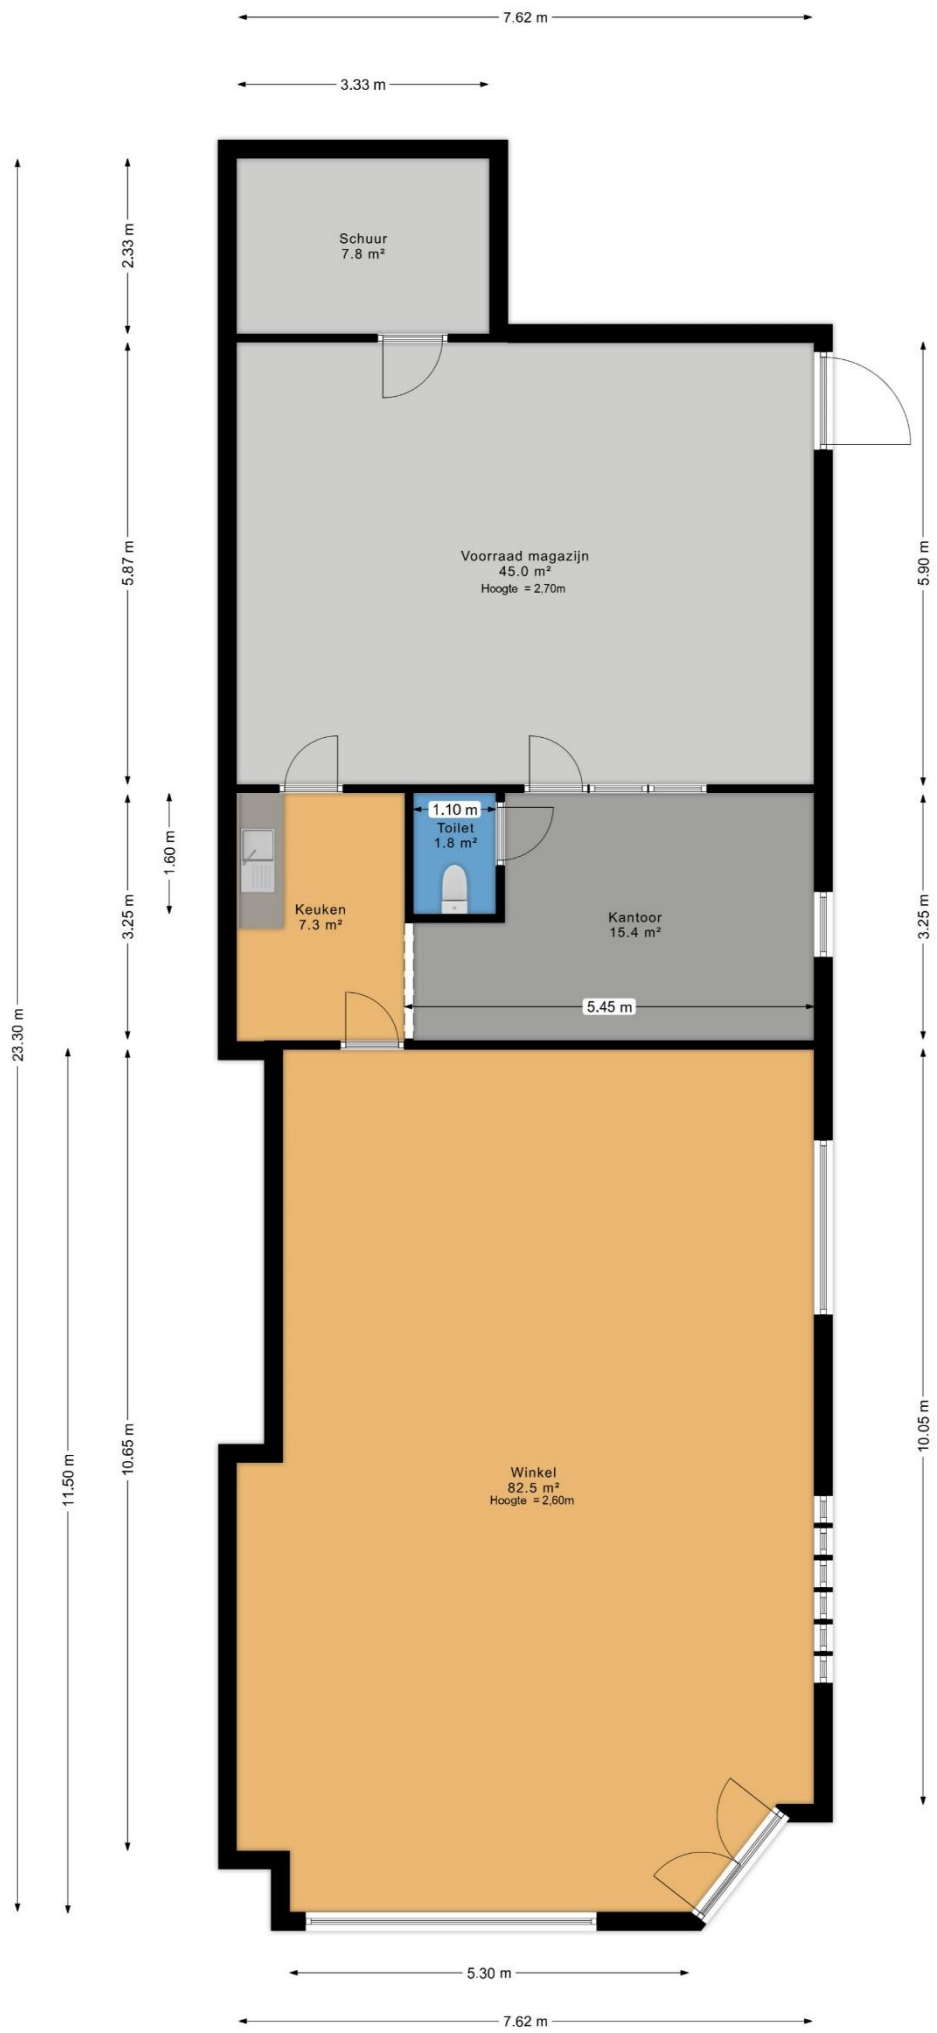 7.62 m
3.33 m
2.33 m
Schuur
7.8 m²
23.30 m
5.87 m
5.90 m
Voorraad magazijn
45.0 m²
Hoogte = 2,70m
1.60 m
3.25 m
3.25 m
1.10 m
Toilet
1.8 m²
Keuken
7.3 m²
Kantoor
15.4 m²
5.45 m
11.50 m
10.65 m
10.05 m
Winkel
82.5 m²
Hoogte = 2,60m
5.30 m
7.62 m